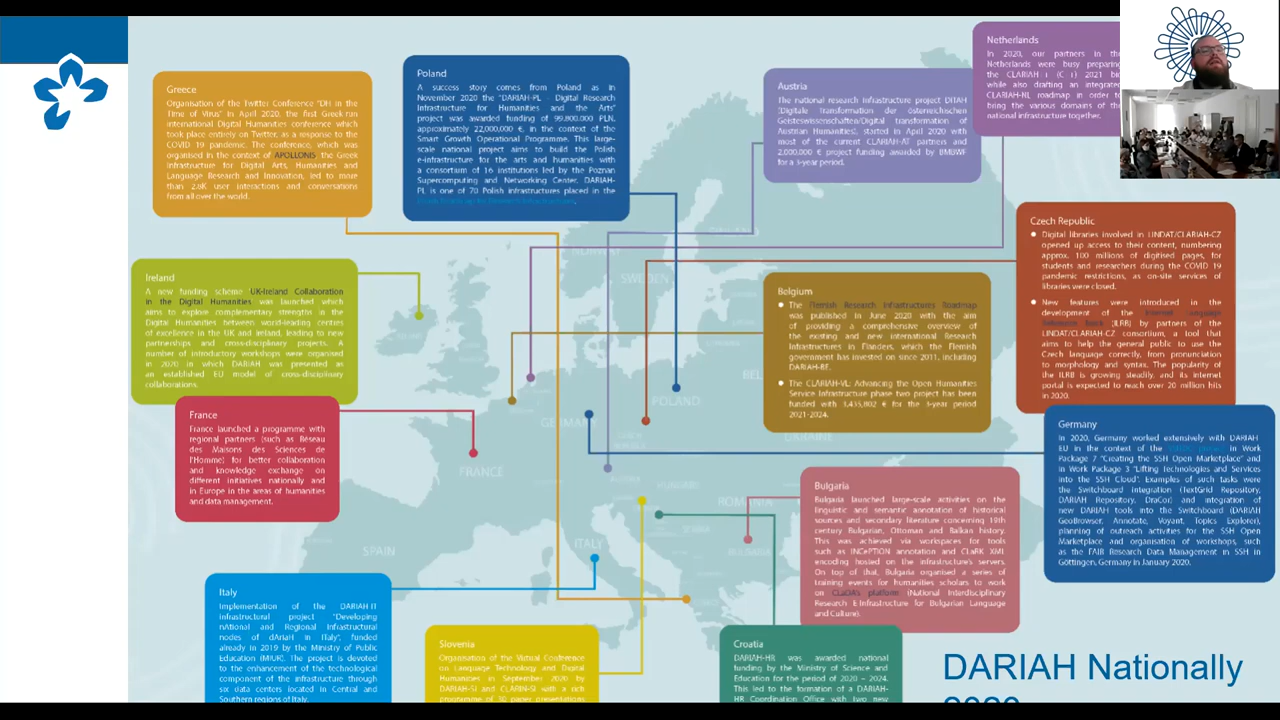 Greece
Organisation of the Twitter Conference "DH in the
Time of Virus" in April 2020, the first Greek-run
international Digital Humanities conference which
took place entirely on Twitter, as a response to the
COVID 19 pandemic. The conference, which was
organised in the context of APOLLONIS, the Greek
Infrastructure for Digital Arts, Humanities and
Language Research and Innovation, led to more
than 2.6K user interactions and conversations
from all over the world.
Poland
A success story comes from Poland as in
November 2020 the "DARIAH-PL Digital Research
Infrastructure for Humanities and the Arts"
project was awarded funding of 99.800.000 PLN,
approximately 22,000,000 €, in the context of the
Smart Growth Operational Programme. This large-
scale national project aims to build the Polish
e-infrastructure for the arts and humanities with
a consortium of 16 institutions led by the Poznan
Supercomputing and Networking Center. DARIAH-
PL is one of 70 Polish infrastructures placed in the
Austria
The national research infrastructure project DiTAH
"Digitale Transformation der österreichischen
Geisteswissenschaften/Digital transformation of
Austrian Humanities), started in April 2020 with
most of the current CLARIAH-AT partners and
2,000,000 € project funding awarded by BMBWF
for a 3-year period.
Netherlands
In 2020, our partners in the
Netherlands were busy preparing
the CLARIAH 2021
while also drafting an integrated
CLARIAH-NL roadmap in order to
bring the various domains of the
national infrastructure together.
Czech Republic
Digital libraries involved in LINDAT/CLARIAH-CZ
opened up access to their content, numbering
approx. 100 millions of digitised pages, for
students and researchers during the COVID 19
pandemic restrictions, as on-site services of
libraries were closed.
New features were introduced in the
development of the Internet Language
(ILRB) by partners of the
LINDAT/CLARIAH-CZ consortium, a tool that
aims to help the general public to use the
Czech language correctly, from pronunciation
to morphology and syntax. The popularity of
the ILRB is growing steadily, and its internet
portal is expected to reach over 20 million hits
in 2020.
Ireland
A new funding scheme UK-Ireland Collaboration
in the Digital Humanities was launched which
aims to explore complementary strengths in the
Digital Humanities between world-leading centres
of excellence in the UK and Ireland, leading to new
partnerships and cross-disciplinary projects. A
number of introductory workshops were organised
in 2020 in which DARIAH was presented as
an established EU model of cross-disciplinary
collaborations.
Belgium
The Flemish Research Infrastructures Roadmap
was published in June 2020 with the aim
of providing a comprehensive overview of
the existing and new international Research
Infrastructures in Flanders, which the Flemish
government has invested on since 2011, including
DARIAH-BE.
The CLARIAH-VL: Advancing the Open Humanities
Service Infrastructure phase two project has been
funded with 1,435,002 € for the 3-year period
2021-2024.
France
France launched a programme with
regional partners (such as Réseau
des Maisons des Sciences de
l'Homme) for better collaboration
and knowledge exchange on
different initiatives nationally and
in Europe in the areas of humanities
and data management.
Germany
In 2020, Germany worked extensively with DARIAH
EU in the context of the in Work
Package 7 "Creating the SSH Open Marketplace" and
in Work Package 3 "Lifting Technologies and Services
into the SSH Cloud". Examples of such tasks were
the Switchboard integration (TextGrid Repository,
DARIAH Repository, DraCor) and integration of
new DARIAH tools into the Switchboard (DARIAH
GeoBrowser, Annotate, Voyant, Topics Explorer),
planning of outreach activities for the SSH Open
Marketplace and organisation of workshops, such
as the FAIR Research Data Management in SSH in
Göttingen, Germany in January 2020.
Bulgaria
Bulgaria launched large-scale activities on the
linguistic and semantic annotation of historical
sources and secondary literature concerning 19th
century Bulgarian, Ottoman and Balkan history.
This was achieved via workspaces for tools
such as INCEpTION annotation and CLaRK XML
encoding hosted on the infrastructure's servers.
On top of that, Bulgaria organised a series of
training events for humanities scholars to work
on CLaDA's platform (National Interdisciplinary
Research E-Infrastructure for Bulgarian Language
and Culture).
Italy
Implementation of the DARIAH-IT
infrastructural project "Developing
nAtional and Regional Infrastructural
nodes of dAriaH in ITaly", funded
already in 2019 by the Ministry of Public
Education (MIUR). The project is devoted
to the enhancement of the technological
component of the infrastructure through
six data centers located in Central and
Southern regions of Italy.
Slovenia
Organisation of the Virtual Conference
on Language Technology and Digital
Humanities in September 2020 by
DARIAH-SI and CLARIN-SI with a rich
programme of 30 paper presentations
Croatia
DARIAH-HR was awarded national
funding by the Ministry of Science and
Education for the period of 2020 – 2024.
This led to the formation of a DARIAH-
HR Coordination Office with two new
NORWAY
SWEDEN
POLAND
GERMANY
UKRAINE
FRANCE
ROMANIA
HUNGARY
SERBIA
BULGARIA
ITALY
SPAIN
DARIAH Nationally